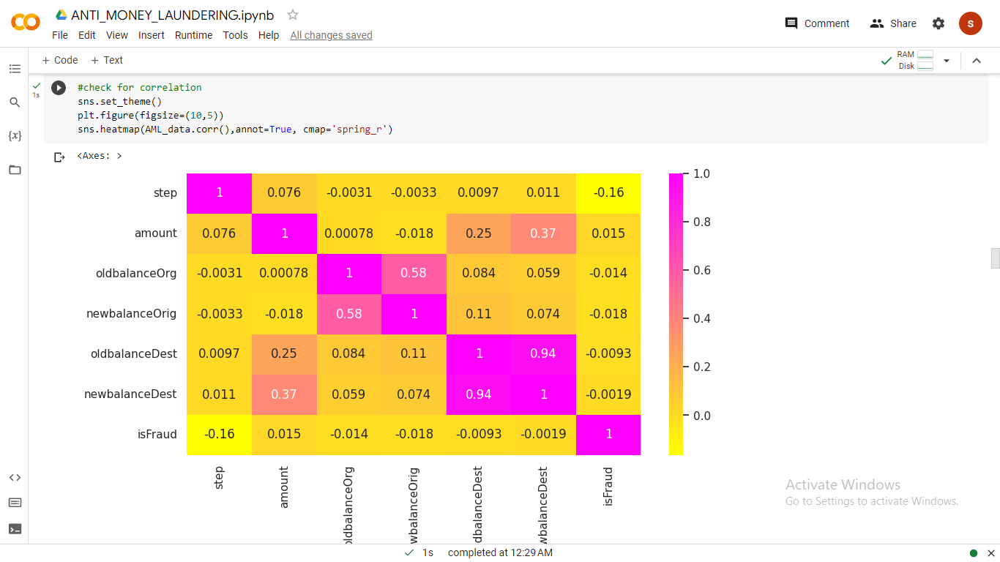 ANTI_MONEY_LAUNDERING.ipynb
File Edit View Insert Runtime Tools Help All changes saved
Comment Share S
+ Code + Text
RAM
Disk
1s
#check for correlation
sns.set_theme()
plt.figure(figsize=(10,5))
sns.heatmap(AML_data.corr(),annot=True, cmap='spring_r')
{x}
<Axes: >
step 1 0.076 -0.0031 -0.0033 0.0097 0.011 -0.16
amount 0.076 1 0.00078 -0.018 0.25 0.37 0.015
oldbalanceOrg -0.0031 0.00078 1 0.58 0.084 0.059 -0.014
newbalanceOrig -0.0033 -0.018 0.58 1 0.11 0.074 -0.018
oldbalanceDest 0.0097 0.25 0.084 0.11 1 0.94 -0.0093
newbalanceDest 0.011 0.37 0.059 0.074 0.94 1 -0.0019
isFraud -0.16 0.015 -0.014 -0.018 -0.0093 -0.0019 1
1.0
0.8
0.6
0.4
0.2
0.0
step
amount
oldbalanceOrg
wbalanceOrig
dbalanceDest
wbalanceDest
isFraud
Activate Windows
Go to Settings to activate Windows.
1s completed at 12:29 AM